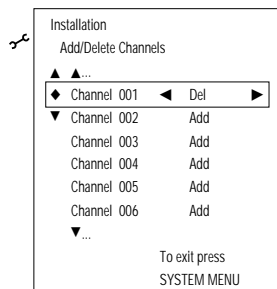 Installation
Add/Delete Channels
▲ ▲...
◆ Channel 001 ◀ Del ▶
▼ Channel 002 Add
Channel 003 Add
Channel 004 Add
Channel 005 Add
Channel 006 Add
▼...
To exit press
SYSTEM MENU